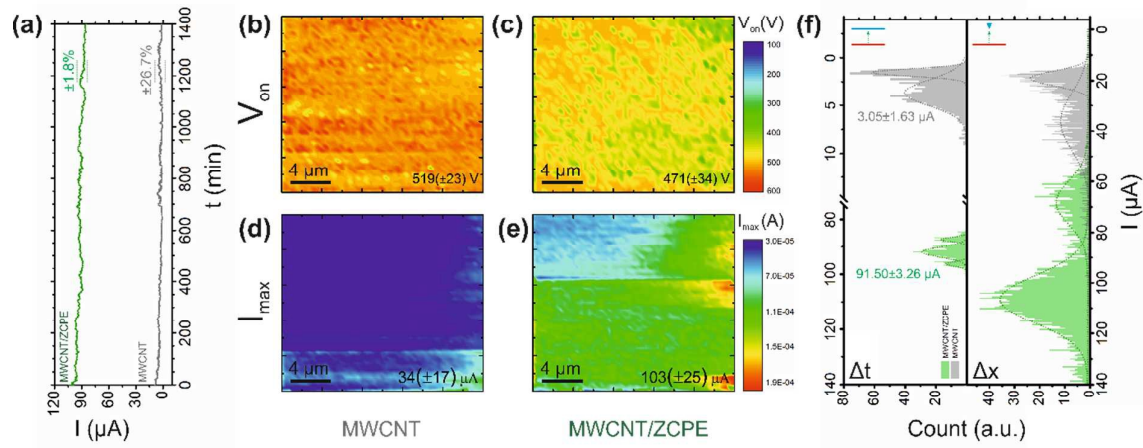 (a)
±1.8%
±26.7%
MWCNT/ZCPE
MWCNT
0
200
400
600
800
1000
1200
1400
t (min)
120
90
60
30
0
I (µA)
(b)
V_on
4 µm
519(±23) V
(c)
4 µm
471(±34) V
V_on(V)
100
200
300
400
500
600
(d)
I_max
4 µm
34(±17) µA
(e)
4 µm
103(±25) µA
I_max (A)
3.0E-05
7.0E-05
1.1E-04
1.5E-04
1.9E-04
MWCNT
MWCNT/ZCPE
(f)
0
5
10
80
100
120
140
3.05±1.63 µA
91.50±3.26 µA
MWCNT/ZCPE
MWCNT
Δt
Δx
80
60
40
20
40
30
20
10
0
Count (a.u.)
0
20
40
60
80
100
120
140
I (µA)